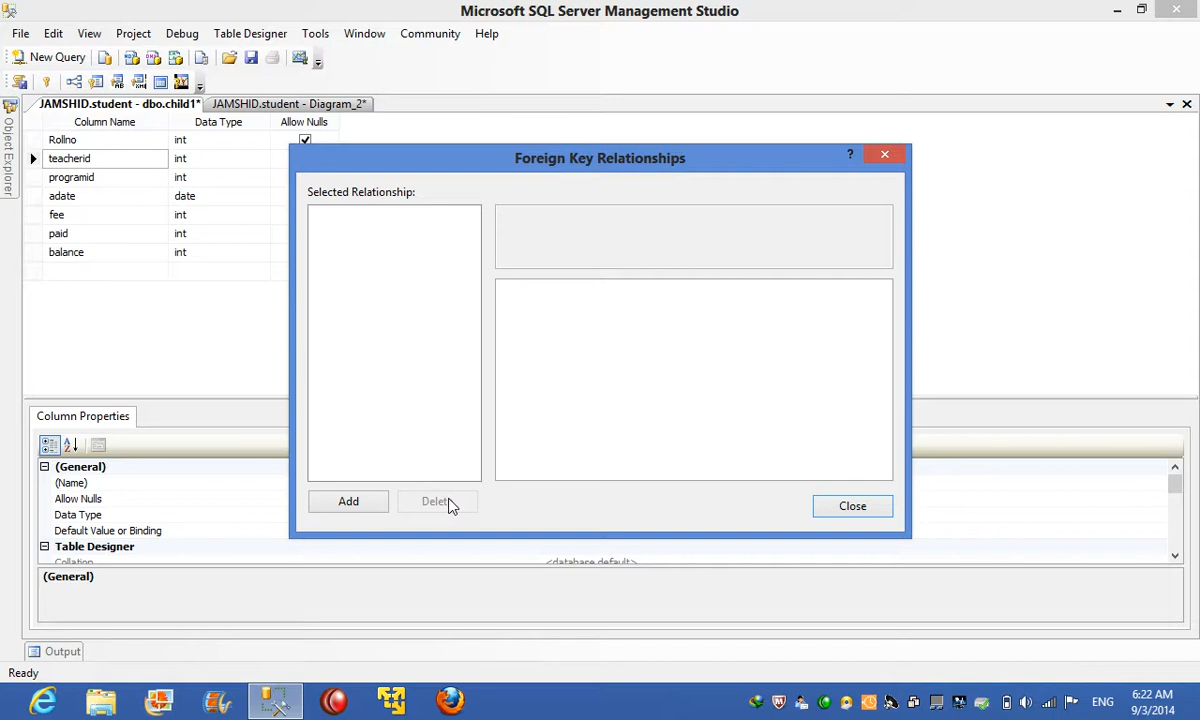 Microsoft SQL Server Management Studio
File Edit View Project Debug Table Designer Tools Window Community Help
New Query
JAMSHID.student - dbo.child1* JAMSHID.student - Diagram_2*
Object Explorer
Column Name Data Type Allow Nulls
Rollno int
teacherid int
programid int
adate date
fee int
paid int
balance int
Foreign Key Relationships
?
Selected Relationship:
Add Delet Close
Column Properties
(General)
(Name)
Allow Nulls
Data Type
Default Value or Binding
Table Designer
Collation <database default>
(General)
Output
Ready
ENG 6:22 AM
9/3/2014